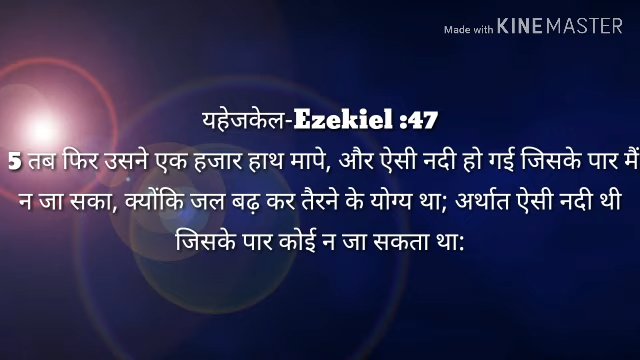 Made with KINEMASTER
यहेजकेल-Ezekiel :47
5 तब फिर उसने एक हजार हाथ मापे, और ऐसी नदी हो गई जिसके पार मैं
न जा सका, क्योंकि जल बढ़ कर तैरने के योग्य था; अर्थात ऐसी नदी थी
जिसके पार कोई न जा सकता था: